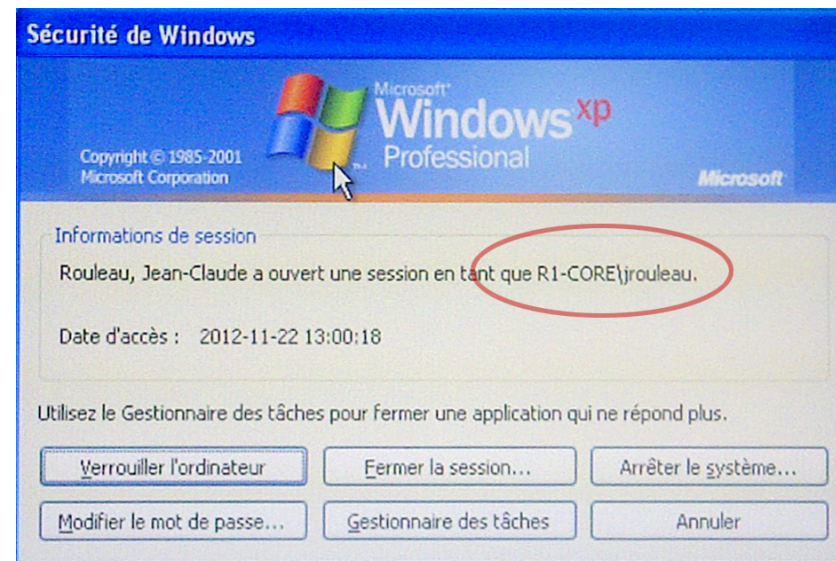 Sécurité de Windows
Microsoft®
Windows xp
Professional
Copyright © 1985-2001
Microsoft Corporation
Microsoft
Informations de session
Rouleau, Jean-Claude a ouvert une session en tant que R1-CORE\jrouleau.
Date d'accès : 2012-11-22 13:00:18
Utilisez le Gestionnaire des tâches pour fermer une application qui ne répond plus.
Verrouiller l'ordinateur
Fermer la session...
Arrêter le système...
Modifier le mot de passe...
Gestionnaire des tâches
Annuler